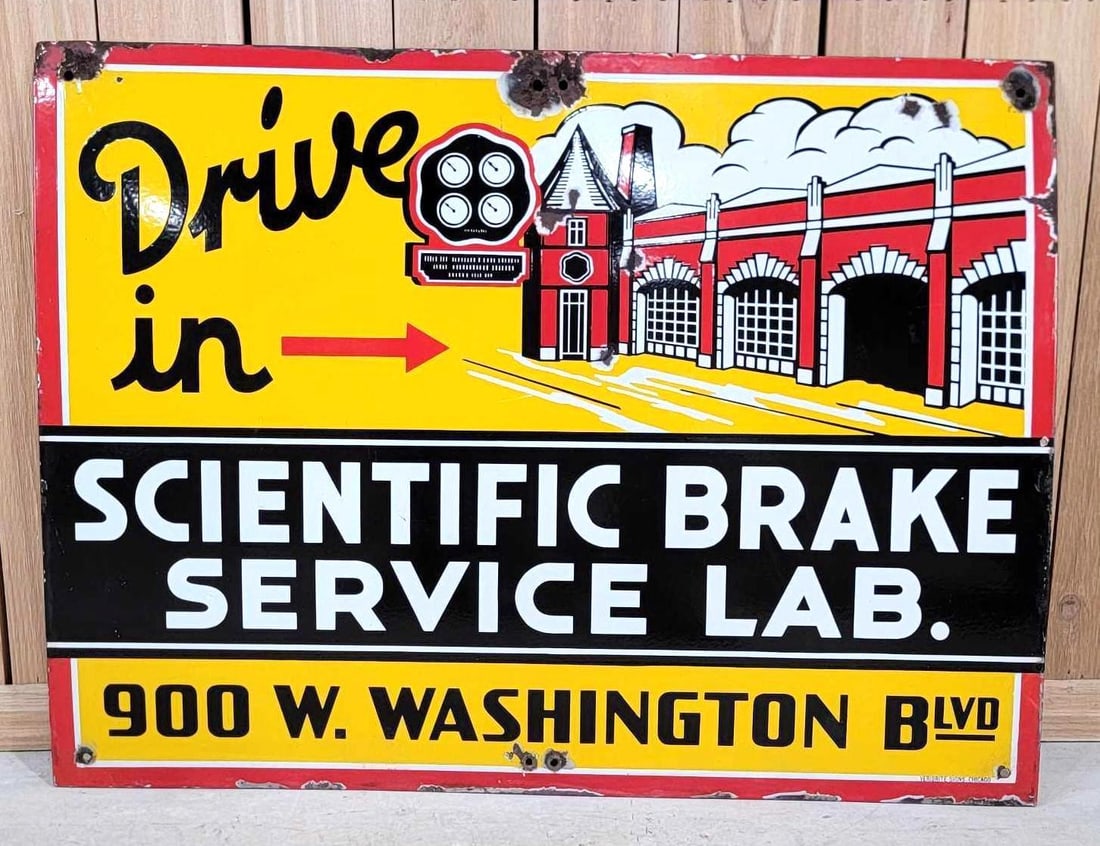 Drive
in
SCIENTIFIC BRAKE
SERVICE LAB.
900 W. WASHINGTON BLVD